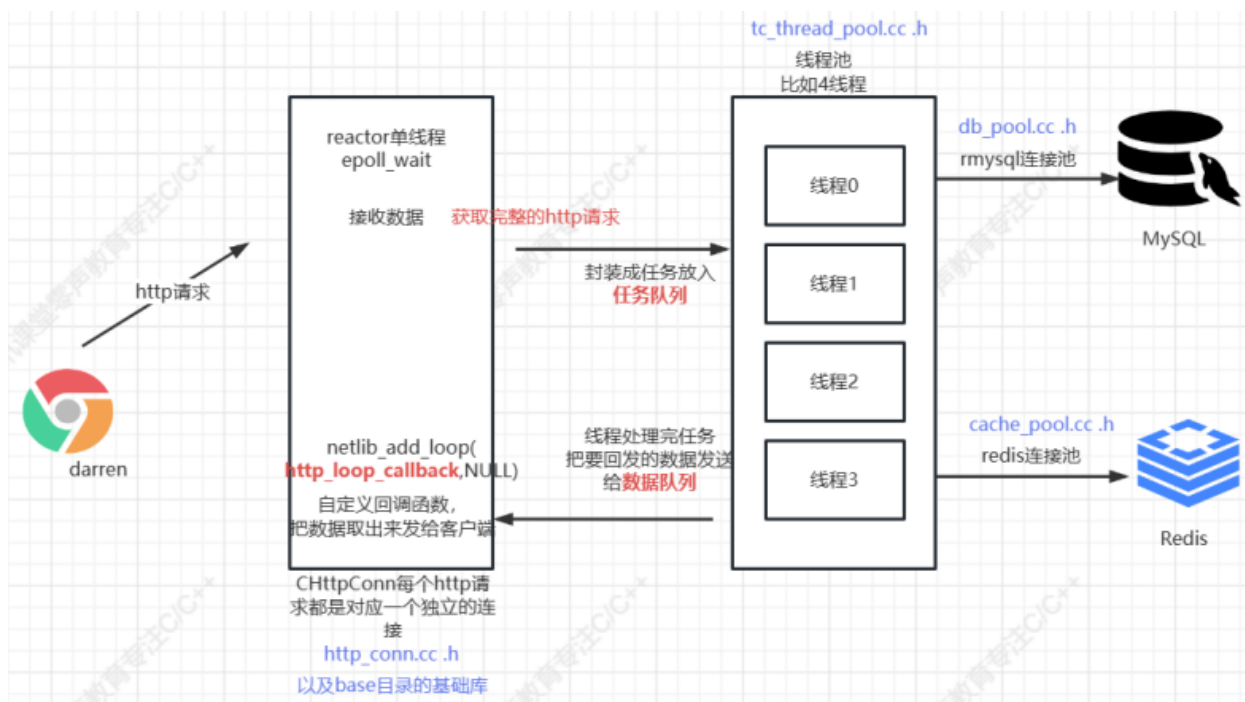 tc_thread_pool.cc .h
线程池
比如4线程
reactor单线程
epoll_wait
接收数据
获取完整的http请求
封装成任务放入
任务队列
http请求
darren
线程0
线程1
线程2
线程3
db_pool.cc .h
rmysql连接池
MySQL
cache_pool.cc .h
redis连接池
Redis
线程处理完任务
把要回发的数据发送
给数据队列
netlib_add_loop(
http_loop_callback,NULL)
自定义回调函数，
把数据取出来发给客户端
CHttpConn每个http请
求都是对应一个独立的连
接
http_conn.cc .h
以及base目录的基础库
零声教育专注C/C++